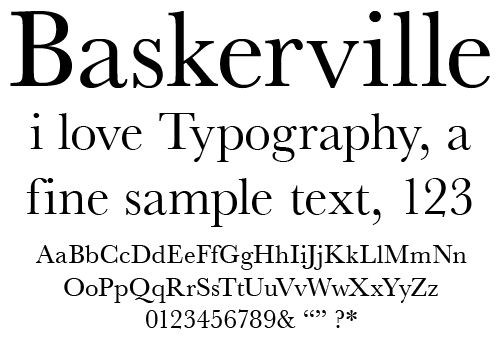 Baskerville
i love Typography, a
fine sample text, 123
AaBbCcDdEeFfGgHhIiJjKkLlMmNn
OoPpQqRrSsTtUuVvWwXxYyZz
0123456789& “” ?*